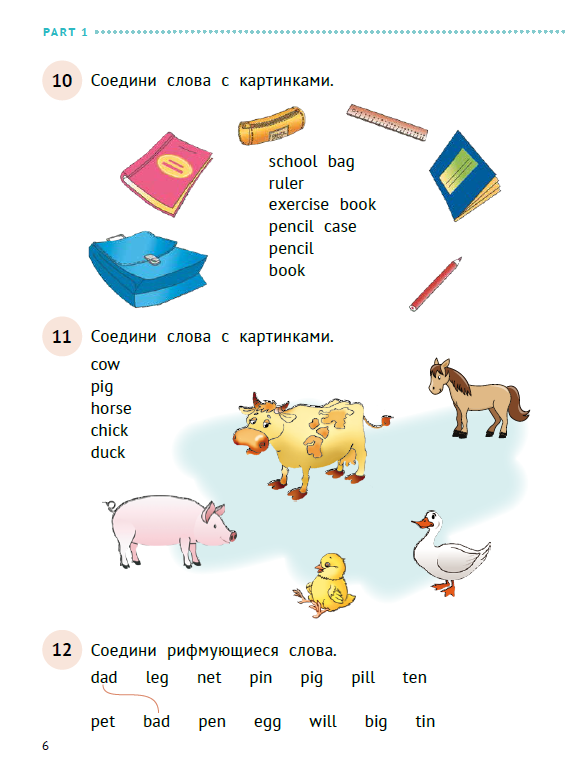 PART 1
10 Соедини слова с картинками.
school bag
ruler
exercise book
pencil case
pencil
book
11 Соедини слова с картинками.
cow
pig
horse
chick
duck
12 Соедини рифмующиеся слова.
dad leg net pin pig pill ten
pet bad pen egg will big tin
6